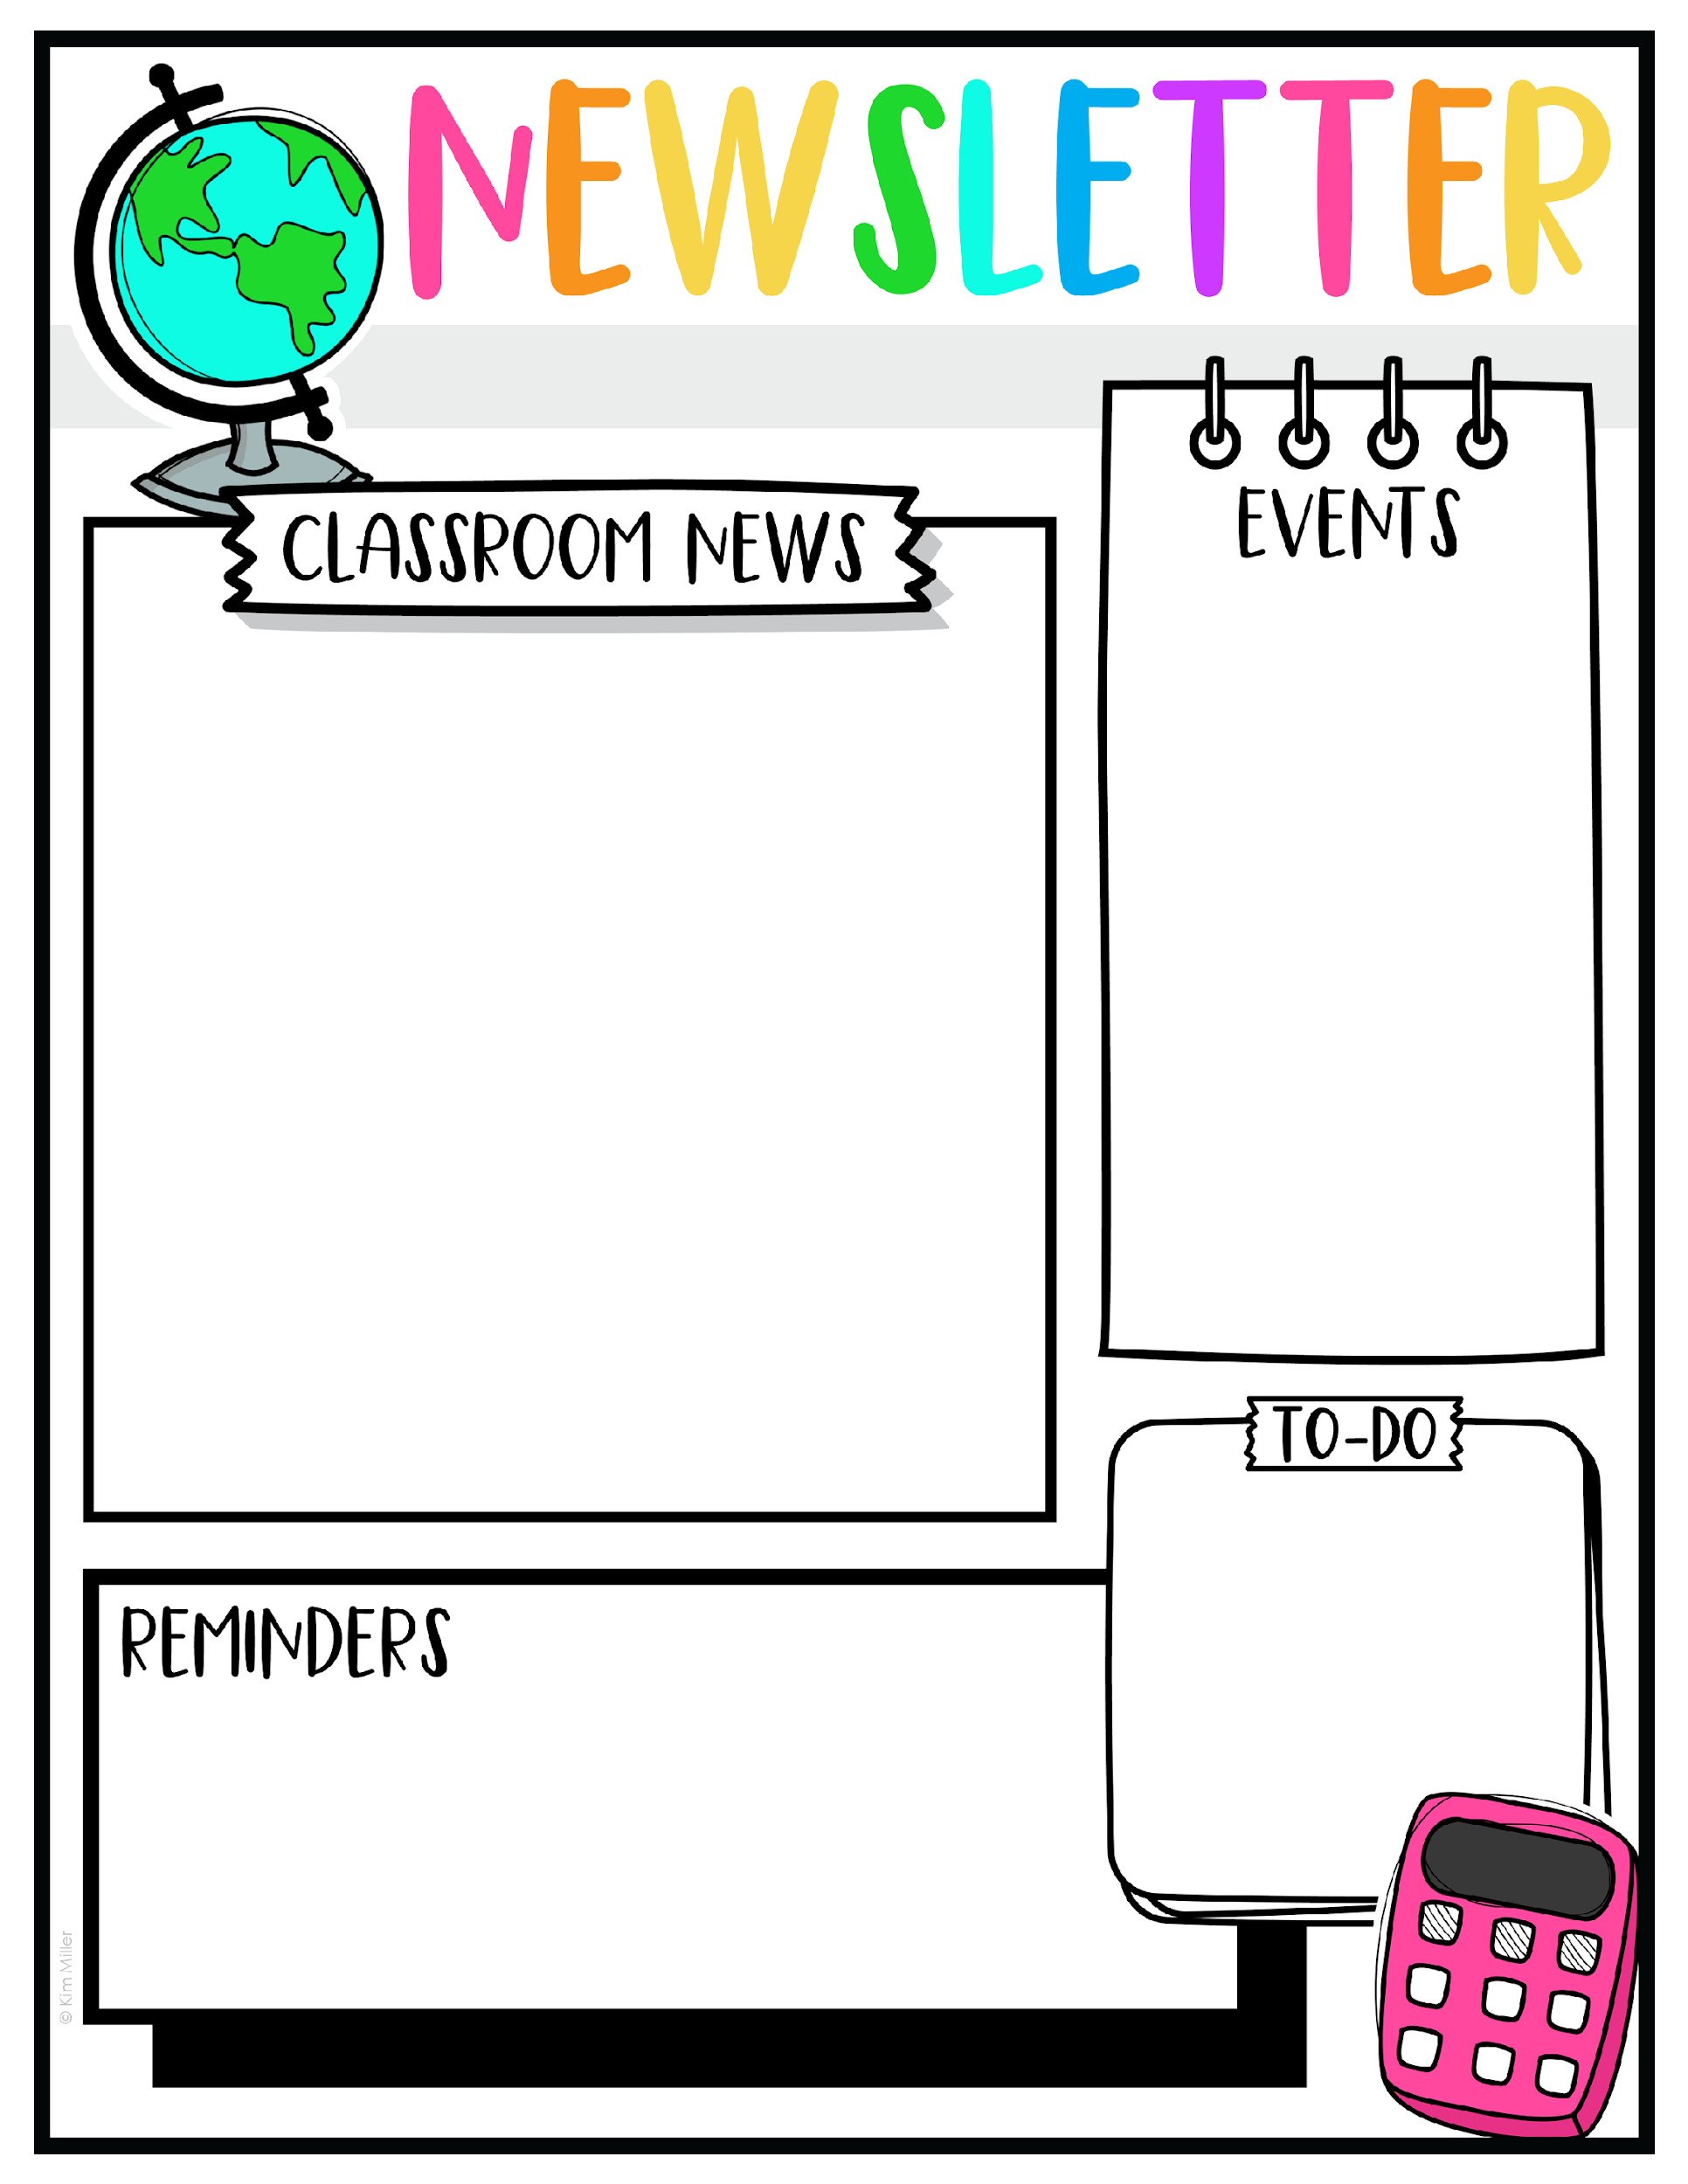 NEWSLETTER
CLASSROOM NEWS
EVENTS
TO-DO
REMINDERS
© Kim Miller